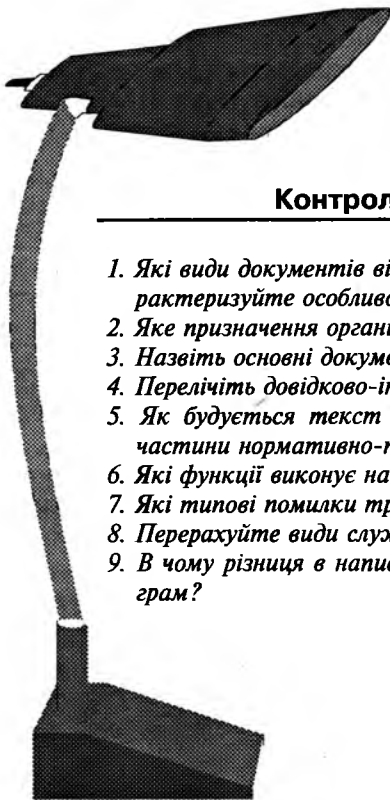 Контрол
1. Які види документів ві
рактеризуйте особливо
2. Яке призначення органі
3. Назвіть основні докуме
4. Перелічіть довідково-ін
5. Як будується текст
частини нормативно-п
6. Які функції виконує на
7. Які типові помилки тр
8. Перерахуйте види служ
9. В чому різниця в напис
грам?